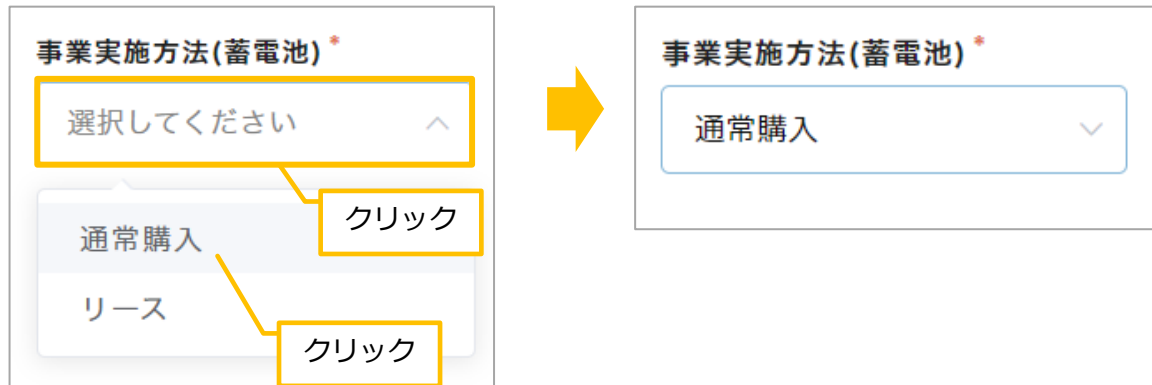 事業実施方法(蓄電池)*
選択してください
クリック
通常購入
リース
クリック
事業実施方法(蓄電池)*
通常購入